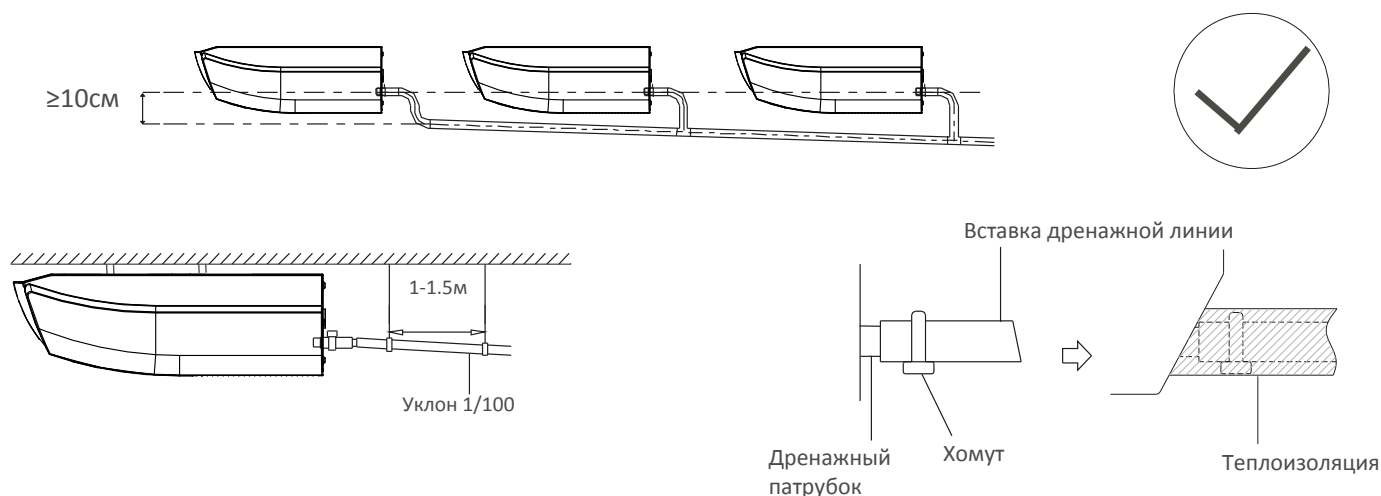 ≥10см
Вставка дренажной линии
1-1.5м
Уклон 1/100
Дренажный
патрубок
Хомут
Теплоизоляция